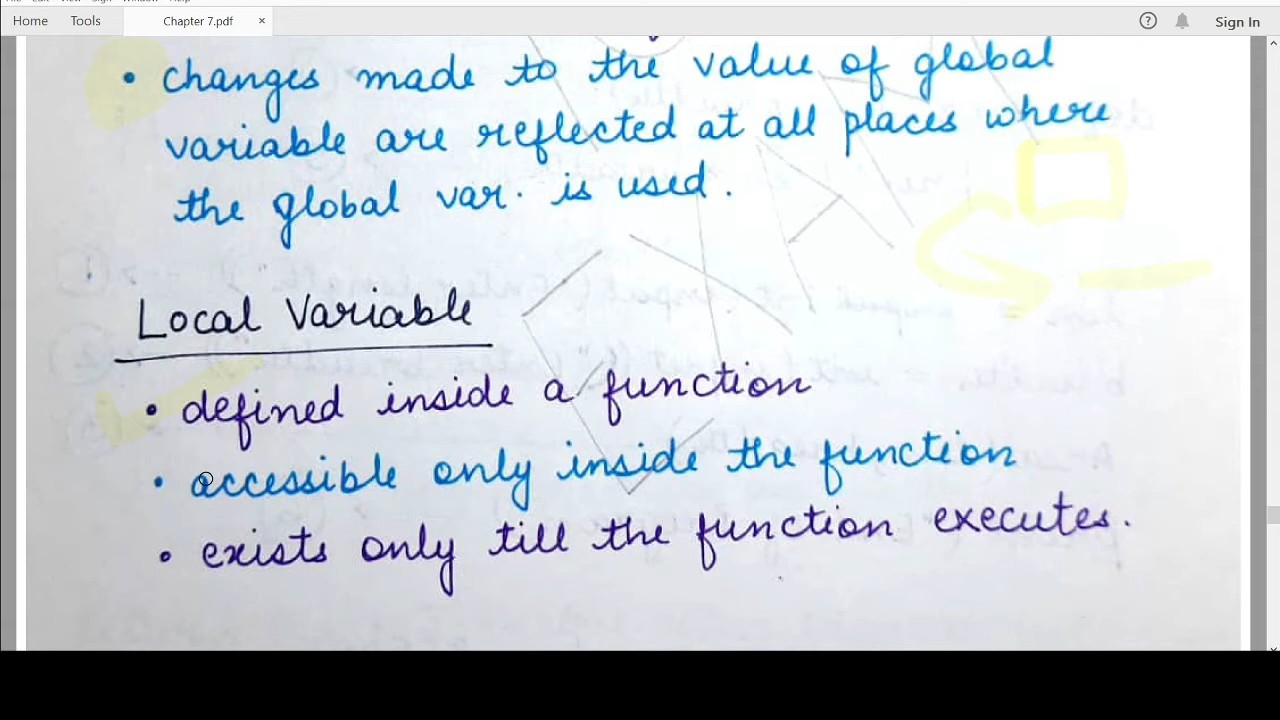 Home Tools Chapter 7.pdf × Sign In
• changes made to the value of global
variable are reflected at all places where
the global var. is used.
Local Variable
• defined inside a function
• accessible only inside the function
• exists only till the function executes.